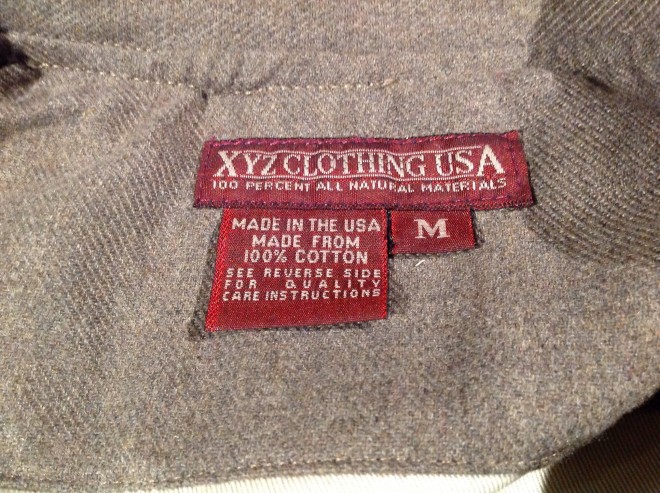 XYZ CLOTHING USA
100 PERCENT ALL NATURAL MATERIALS
MADE IN THE USA
MADE FROM
100% COTTON
SEE REVERSE SIDE
FOR QUALITY
CARE INSTRUCTIONS
M